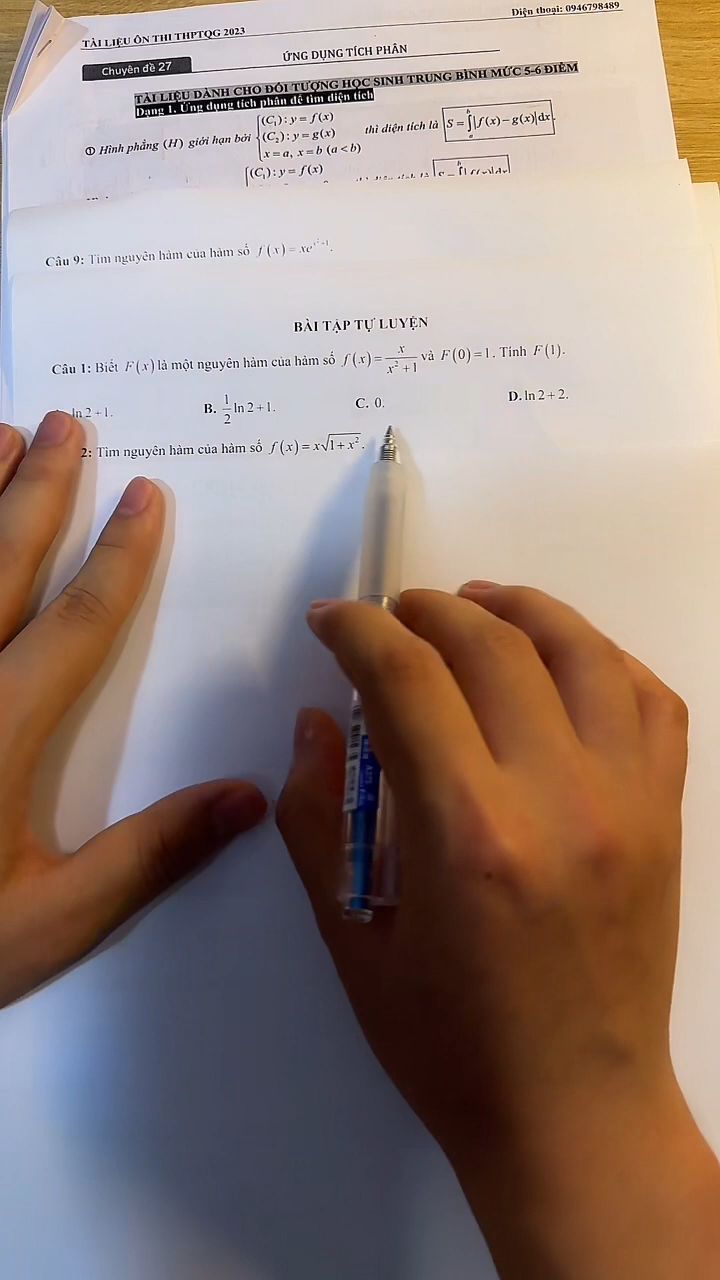 TÀI LIỆU ÔN THI THPTQG 2023
Điện thoại: 0946798489
Chuyên đề 27
ỨNG DỤNG TÍCH PHÂN
TÀI LIỆU DÀNH CHO ĐỐI TƯỢNG HỌC SINH TRUNG BÌNH MỨC 5-6 ĐIỂM
Dạng 1. Ứng dụng tích phân để tìm diện tích
① Hình phẳng (H) giới hạn bởi { (C₁): y = f(x) (C₂): y = g(x) x = a, x = b (a < b) thì diện tích là S = ∫ₐᵇ |f(x) − g(x)|dx.
(C₁): y = f(x)
Câu 9: Tìm nguyên hàm của hàm số f(x) = xe^(x²+1).
BÀI TẬP TỰ LUYỆN
Câu 1: Biết F(x) là một nguyên hàm của hàm số f(x) = x/(x²+1) và F(0) = 1. Tính F(1).
ln 2 + 1. B. 1/2 ln 2 + 1. C. 0. D. ln 2 + 2.
2: Tìm nguyên hàm của hàm số f(x) = x√(1 + x²).